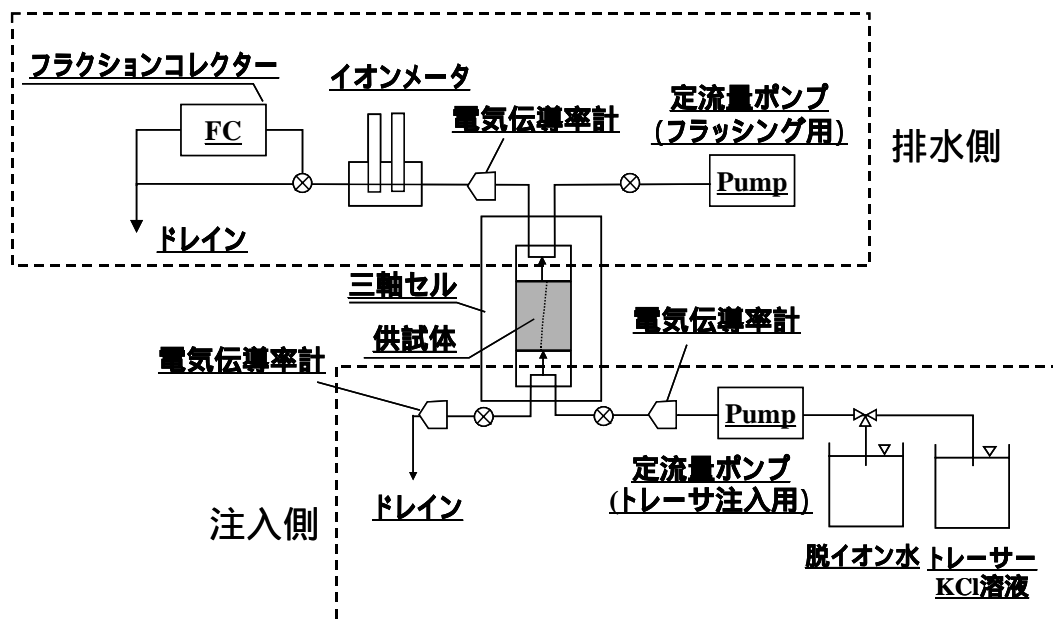 フラクションコレクター
イオンメータ
電気伝導率計
定流量ポンプ
(フラッシング用)
排水側
FC
Pump
ドレイン
三軸セル
供試体
電気伝導率計
電気伝導率計
Pump
定流量ポンプ
(トレーサ注入用)
ドレイン
注入側
脱イオン水
トレーサー
KCl溶液